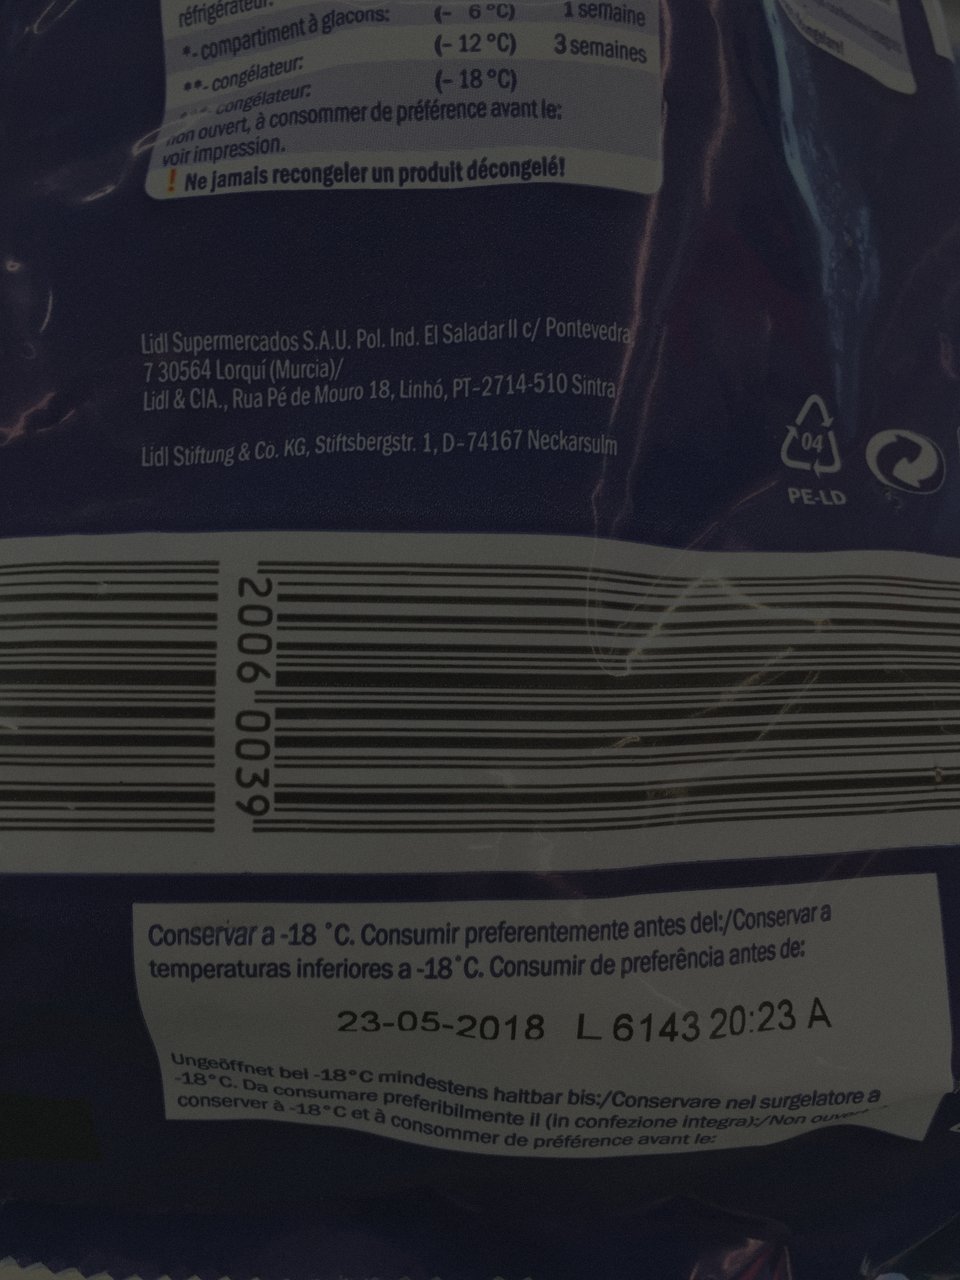 réfrigérateur:
*- compartiment à glacons: (- 6 °C) 1 semaine
**- congélateur: (- 12 °C) 3 semaines
congélateur: (- 18 °C)
non ouvert, à consommer de préférence avant le:
voir impression.
! Ne jamais recongeler un produit décongelé!
Lidl Supermercados S.A.U. Pol. Ind. El Saladar II c/ Pontevedra
7 30564 Lorquí (Murcia)/
Lidl & CIA., Rua Pé de Mouro 18, Linhó, PT-2714-510 Sintra
Lidl Stiftung & Co. KG, Stiftsbergstr. 1, D-74167 Neckarsulm
04
PE-LD
2006 0039
Conservar a -18 °C. Consumir preferentemente antes del:/Conservar a
temperaturas inferiores a -18°C. Consumir de preferência antes de:
23-05-2018 L 6143 20:23 A
Ungeöffnet bei -18°C mindestens haltbar bis:/Conservare nel surgelatore a
-18°C. Da consumare preferibilmente il (in confezione integra):/Non ouvert
conserver à -18°C et à consommer de préférence avant le: